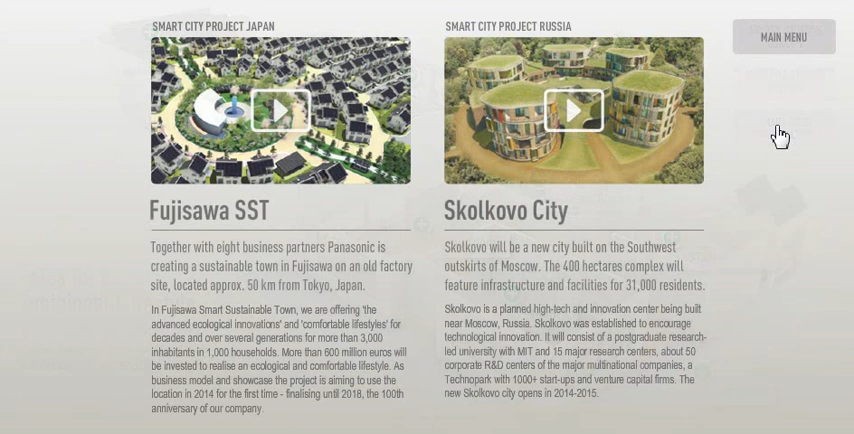 SMART CITY PROJECT JAPAN
Fujisawa SST
Together with eight business partners Panasonic is
creating a sustainable town in Fujisawa on an old factory
site, located approx. 50 km from Tokyo, Japan.
In Fujisawa Smart Sustainable Town, we are offering 'the
advanced ecological innovations' and 'comfortable lifestyles' for
decades and over several generations for more than 3,000
inhabitants in 1,000 households. More than 600 million euros will
be invested to realise an ecological and comfortable lifestyle. As
business model and showcase the project is aiming to use the
location in 2014 for the first time - finalising until 2018, the 100th
anniversary of our company.
SMART CITY PROJECT RUSSIA
Skolkovo City
Skolkovo will be a new city built on the Southwest
outskirts of Moscow. The 400 hectares complex will
feature infrastructure and facilities for 31,000 residents.
Skolkovo is a planned high-tech and innovation center being built
near Moscow, Russia. Skolkovo was established to encourage
technological innovation. It will consist of a postgraduate research-
led university with MIT and 15 major research centers, about 50
corporate R&D centers of the major multinational companies, a
Technopark with 1000+ start-ups and venture capital firms. The
new Skolkovo city opens in 2014-2015.
MAIN MENU